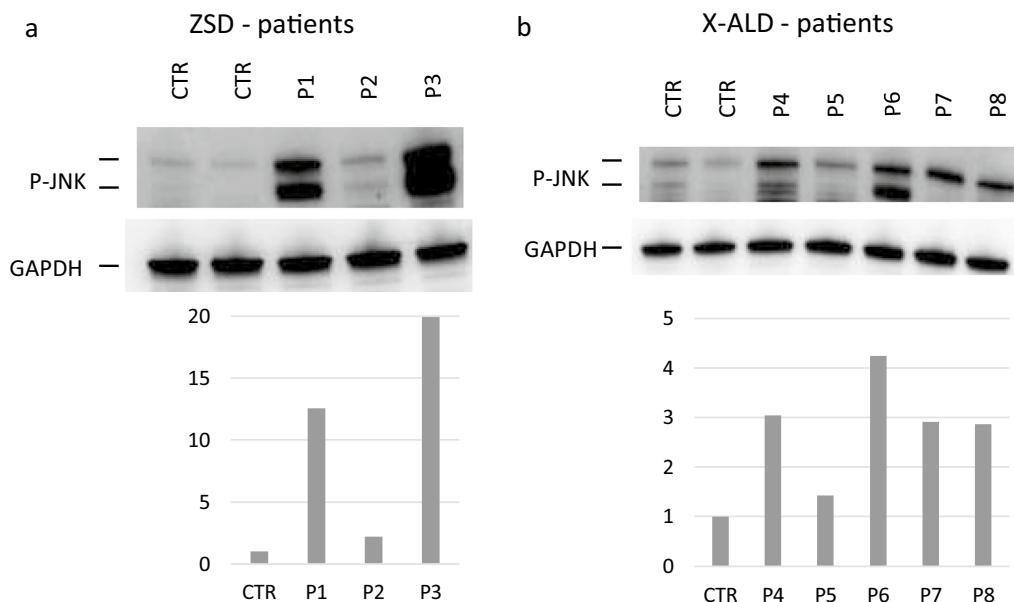 a
ZSD - patients
CTR
CTR
P1
P2
P3
P-JNK
GAPDH
20
15
10
5
0
CTR P1 P2 P3
b
X-ALD - patients
CTR
CTR
P4
P5
P6
P7
P8
P-JNK
GAPDH
5
4
3
2
1
0
CTR P4 P5 P6 P7 P8